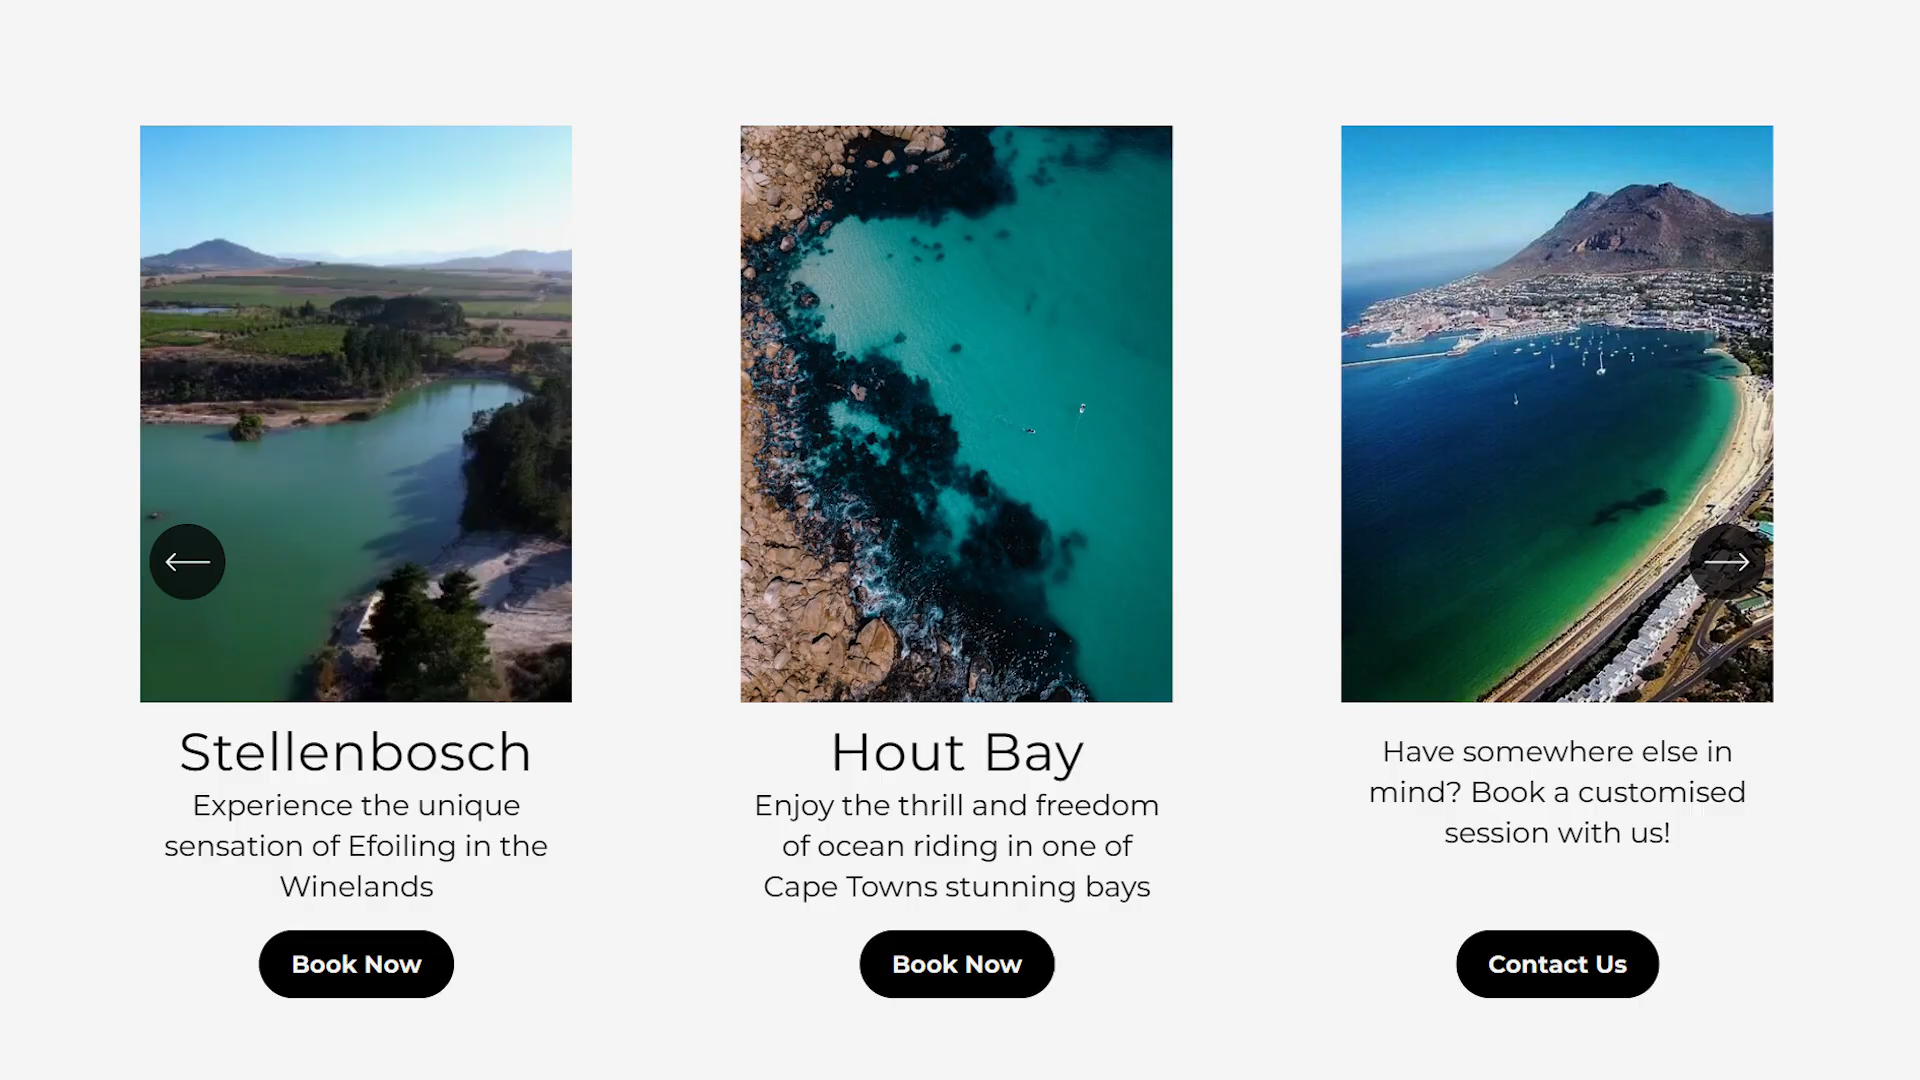 Stellenbosch
Experience the unique
sensation of Efoiling in the
Winelands
Book Now
Hout Bay
Enjoy the thrill and freedom
of ocean riding in one of
Cape Towns stunning bays
Book Now
Have somewhere else in
mind? Book a customised
session with us!
Contact Us